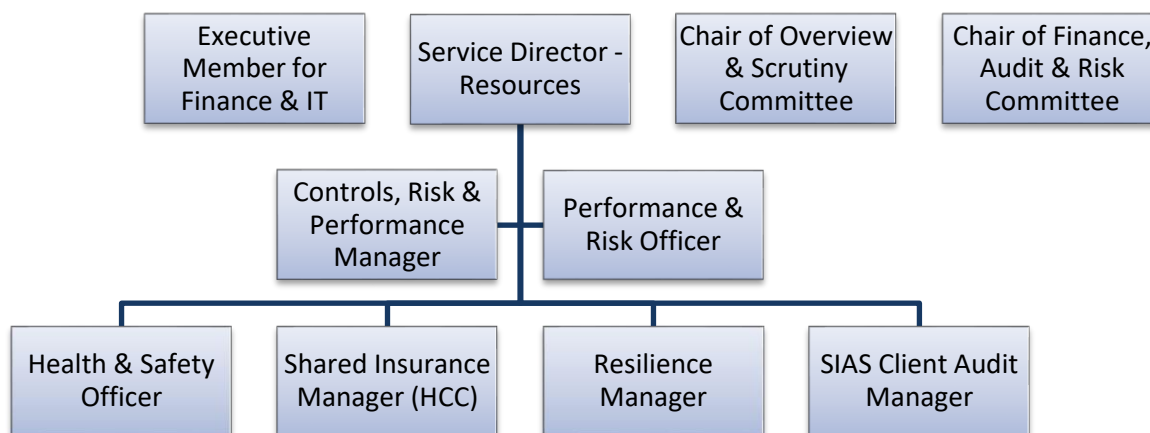 Executive
Member for
Finance & IT
Service Director -
Resources
Chair of Overview
& Scrutiny
Committee
Chair of Finance,
Audit & Risk
Committee
Controls, Risk &
Performance
Manager
Performance &
Risk Officer
Health & Safety
Officer
Shared Insurance
Manager (HCC)
Resilience
Manager
SIAS Client Audit
Manager